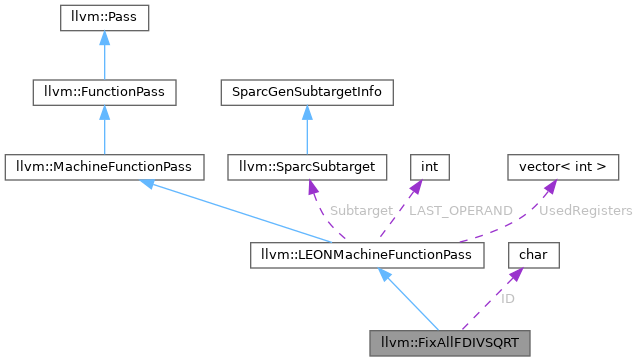 llvm::Pass
llvm::FunctionPass
SparcGenSubtargetInfo
llvm::MachineFunctionPass
llvm::SparcSubtarget
int
vector< int >
Subtarget
LAST_OPERAND
UsedRegisters
llvm::LEONMachineFunctionPass
char
ID
llvm::FixAllFDIVSQRT